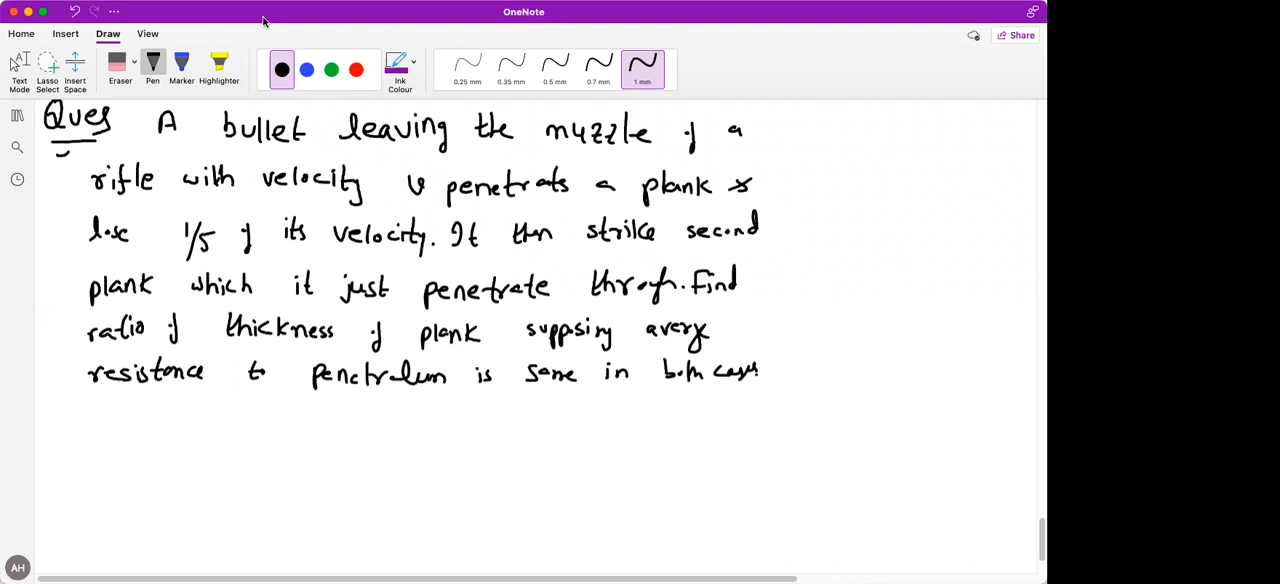 OneNote
Home Insert Draw View Share
Text Mode Lasso Select Insert Space Eraser Pen Marker Highlighter Ink Colour 0.25 mm 0.35 mm 0.5 mm 0.7 mm 1 mm
Ques A bullet leaving the muzzle of a
rifle with velocity v penetrats a plank &
lose 1/5 of its velocity. It then strike second
plank which it just penetrate through. Find
ratio of thickness of plank supposing average
resistance to penetration is same in both cases
AH